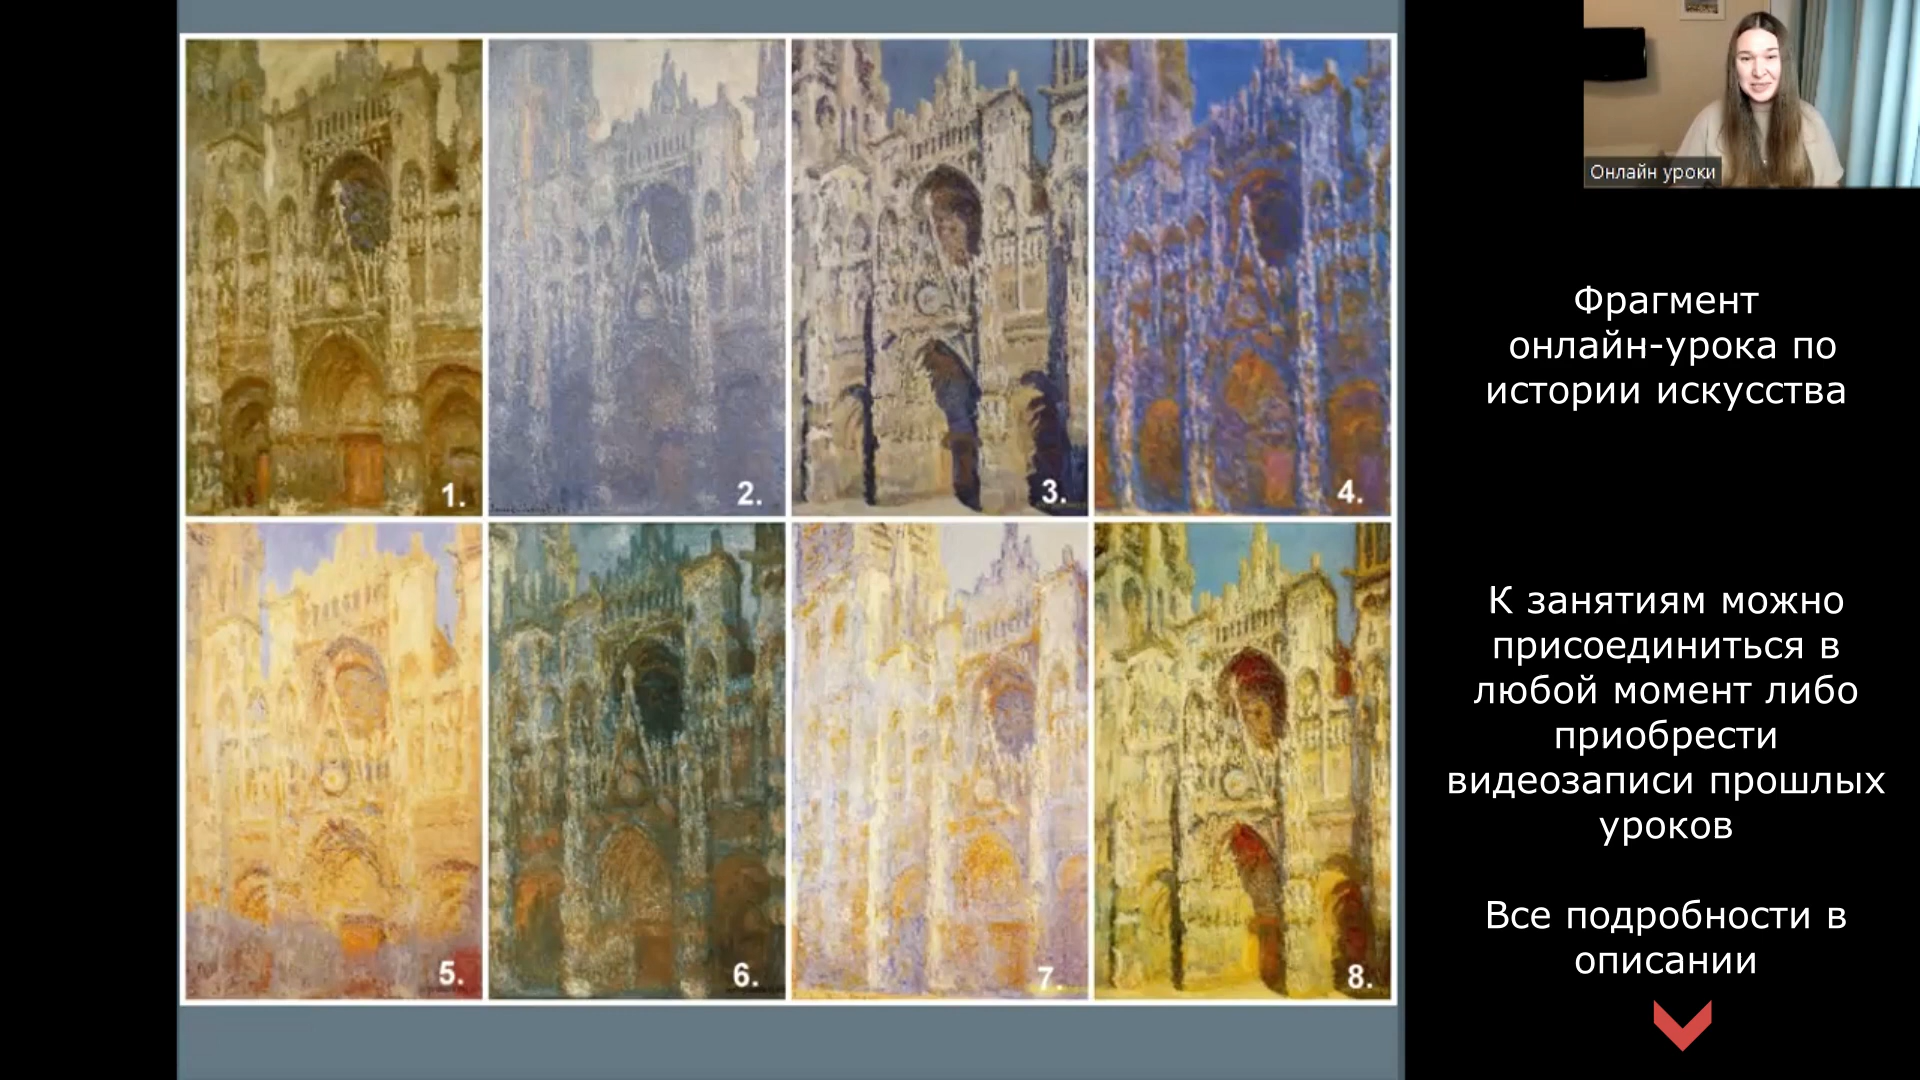 1.
2.
3.
4.
5.
6.
7.
8.
Онлайн уроки
Фрагмент
онлайн-урока по
истории искусства
К занятиям можно
присоединиться в
любой момент либо
приобрести
видеозаписи прошлых
уроков
Все подробности в
описании